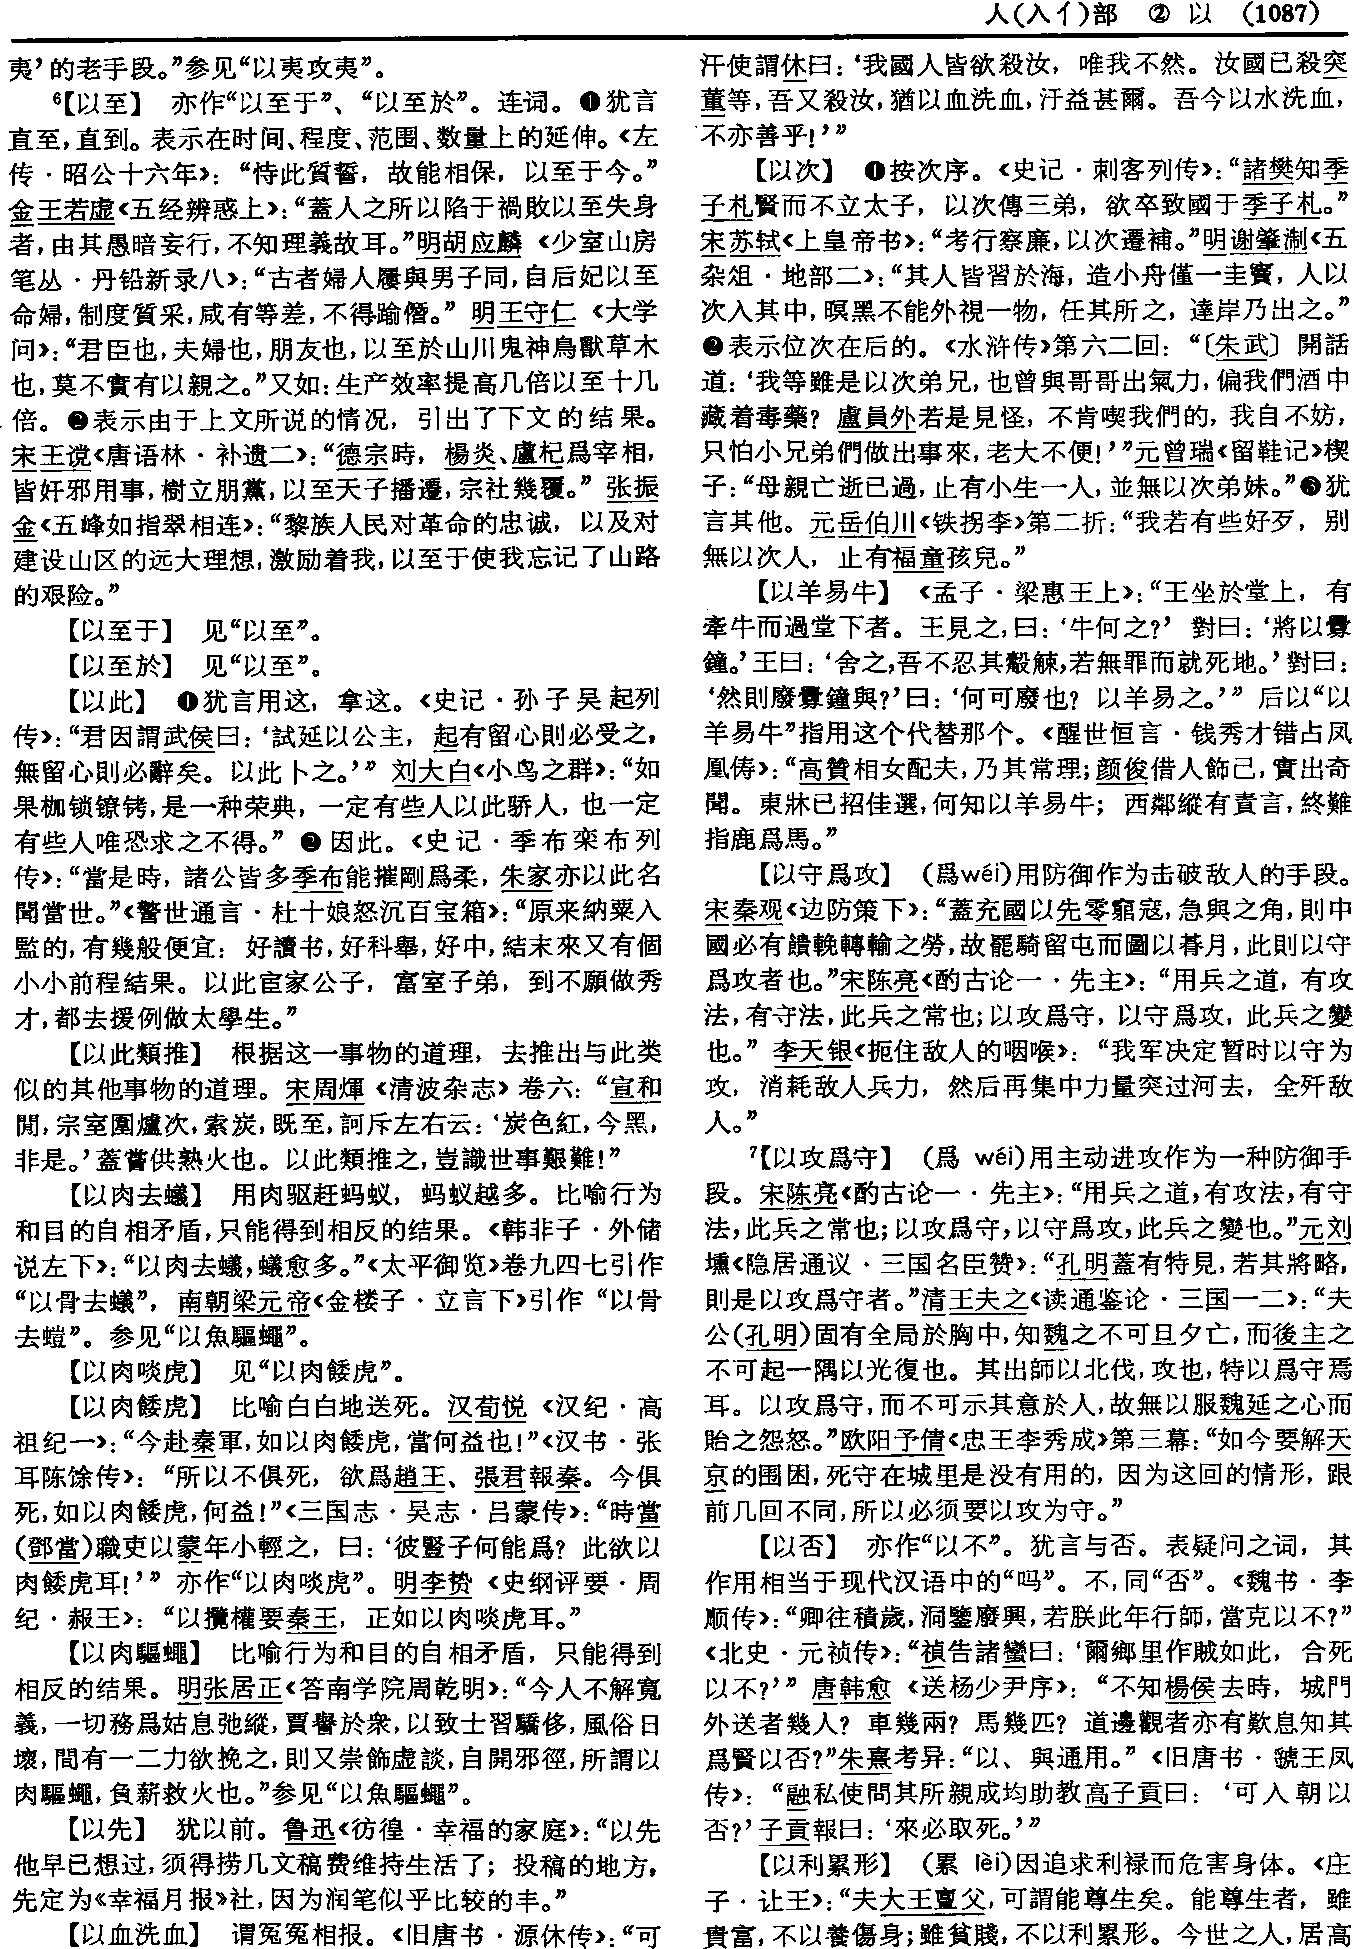 人(入亻)部 ② 以 (1087)
夷’的老手段。”参见“以夷攻夷”。
⁶【以至】 亦作“以至于”、“以至於”。连词。❶犹言
直至,直到。表示在时间、程度、范围、数量上的延伸。《左
传·昭公十六年》：“恃此質誓，故能相保，以至于今。”
金王若虚《五经辨惑上》：“蓋人之所以陷于禍敗以至失身
者,由其愚暗妄行,不知理義故耳。”明胡应麟《少室山房
笔丛·丹铅新录八》：“古者婦人屨與男子同,自后妃以至
命婦,制度質采,咸有等差,不得踰僭。”明王守仁《大学
问》：“君臣也,夫婦也,朋友也,以至於山川鬼神鳥獸草木
也,莫不實有以親之。”又如：生产效率提高几倍以至十几
倍。❷表示由于上文所说的情况，引出了下文的结果。
宋王谠《唐语林·补遗二》：“德宗時，楊炎、盧杞爲宰相，
皆奸邪用事,樹立朋黨,以至天子播遷,宗社幾覆。”张振
金《五峰如指翠相连》：“黎族人民对革命的忠诚，以及对
建设山区的远大理想,激励着我,以至于使我忘记了山路
的艰险。”
【以至于】 见“以至”。
【以至於】 见“以至”。
【以此】 ❶犹言用这，拿这。《史记·孙子吴起列
传》：“君因謂武侯曰：‘試延以公主，起有留心則必受之，
無留心則必辭矣。以此卜之。’”刘大白《小鸟之群》：“如
果枷锁镣铐,是一种荣典，一定有些人以此骄人，也一定
有些人唯恐求之不得。”❷因此。《史记·季布栾布列
传》：“當是時，諸公皆多季布能摧剛爲柔，朱家亦以此名
聞當世。”《警世通言·杜十娘怒沉百宝箱》：“原来納粟入
監的,有幾般便宜：好讀书,好科舉,好中,結末來又有個
小小前程結果。以此宦家公子，富室子弟，到不願做秀
才,都去援例做太學生。”
【以此類推】 根据这一事物的道理，去推出与此类
似的其他事物的道理。宋周煇《清波杂志》卷六：“宣和
間,宗室圍爐次,索炭,既至,訶斥左右云：‘炭色紅,今黑,
非是。’蓋嘗供熟火也。以此類推之,豈識世事艱難!”
【以肉去蟻】 用肉驱赶蚂蚁，蚂蚁越多。比喻行为
和目的自相矛盾,只能得到相反的结果。《韩非子·外储
说左下》：“以肉去蟻,蟻愈多。”《太平御览》卷九四七引作
“以骨去蟻”，南朝梁元帝《金楼子·立言下》引作“以骨
去螘”。参见“以魚驅蠅”。
【以肉啖虎】 见“以肉餧虎”。
【以肉餧虎】 比喻白白地送死。汉荀悦《汉纪·高
祖纪一》：“今赴秦軍,如以肉餧虎,當何益也!”《汉书·张
耳陈馀传》：“所以不俱死，欲爲趙王、張君報秦。今俱
死,如以肉餧虎,何益!”《三国志·吴志·吕蒙传》：“時當
(鄧當)職吏以蒙年小輕之，曰：‘彼豎子何能爲？此欲以
肉餧虎耳!’”亦作“以肉啖虎”。明李贽《史纲评要·周
纪·赧王》：“以攬權要秦王，正如以肉啖虎耳。”
【以肉驅蠅】 比喻行为和目的自相矛盾，只能得到
相反的结果。明张居正《答南学院周乾明》：“今人不解寬
義,一切務爲姑息弛縱,賈譽於衆,以致士習驕侈,風俗日
壞,間有一二力欲挽之,則又崇飾虚談,自開邪徑,所謂以
肉驅蠅,負薪救火也。”参见“以魚驅蠅”。
【以先】 犹以前。鲁迅《彷徨·幸福的家庭》：“以先
他早已想过,须得捞几文稿费维持生活了；投稿的地方,
先定为《幸福月报》社,因为润笔似乎比较的丰。”
【以血洗血】 谓冤冤相报。《旧唐书·源休传》：“可
汗使謂休曰：‘我國人皆欲殺汝，唯我不然。汝國已殺突
董等,吾又殺汝,猶以血洗血,汙益甚爾。吾今以水洗血,
不亦善乎!’”
【以次】 ❶按次序。《史记·刺客列传》：“諸樊知季
子札賢而不立太子，以次傳三弟，欲卒致國于季子札。”
宋苏轼《上皇帝书》：“考行察廉,以次遷補。”明谢肇淛《五
杂俎·地部二》：“其人皆習於海，造小舟僅一圭竇，人以
次入其中,暝黑不能外視一物，任其所之，達岸乃出之。”
❷表示位次在后的。《水浒传》第六二回：“〔朱武〕開話
道：‘我等雖是以次弟兄,也曾與哥哥出氣力,偏我們酒中
藏着毒藥？盧員外若是見怪，不肯喫我們的，我自不妨，
只怕小兄弟們做出事來,老大不便!’”元曾瑞《留鞋记》楔
子：“母親亡逝已過,止有小生一人,並無以次弟妹。”❸犹
言其他。元岳伯川《铁拐李》第二折：“我若有些好歹，别
無以次人，止有福童孩兒。”
【以羊易牛】 《孟子·梁惠王上》：“王坐於堂上，有
牽牛而過堂下者。王見之,曰：‘牛何之?’對曰：‘將以釁
鐘。’王曰：‘舍之,吾不忍其觳觫,若無罪而就死地。’對曰：
‘然則廢釁鐘與?’曰：‘何可廢也？以羊易之。’”后以“以
羊易牛”指用这个代替那个。《醒世恒言·钱秀才错占凤
凰俦》：“高贊相女配夫,乃其常理;颜俊借人飾己,實出奇
聞。東牀已招佳選,何知以羊易牛；西鄰縱有責言,終難
指鹿爲馬。”
【以守爲攻】 (爲wéi)用防御作为击破敌人的手段。
宋秦观《边防策下》：“蓋充國以先零窮寇,急與之角,則中
國必有饋輓轉輸之勞,故罷騎留屯而圖以朞月,此則以守
爲攻者也。”宋陈亮《酌古论一·先主》：“用兵之道，有攻
法,有守法,此兵之常也;以攻爲守，以守爲攻，此兵之變
也。”李天银《扼住敌人的咽喉》：“我军决定暂时以守为
攻，消耗敌人兵力，然后再集中力量突过河去，全歼敌
人。”
⁷【以攻爲守】 (爲 wéi)用主动进攻作为一种防御手
段。宋陈亮《酌古论一·先主》：“用兵之道,有攻法,有守
法,此兵之常也;以攻爲守,以守爲攻,此兵之變也。”元刘
壎《隐居通议·三国名臣赞》：“孔明蓋有特見,若其將略,
則是以攻爲守者。”清王夫之《读通鉴论·三国一二》：“夫
公(孔明)固有全局於胸中,知魏之不可旦夕亡,而後主之
不可起一隅以光復也。其出師以北伐,攻也,特以爲守焉
耳。以攻爲守,而不可示其意於人,故無以服魏延之心而
貽之怨怒。”欧阳予倩《忠王李秀成》第三幕：“如今要解天
京的围困,死守在城里是没有用的，因为这回的情形，跟
前几回不同,所以必须要以攻为守。”
【以否】 亦作“以不”。犹言与否。表疑问之词，其
作用相当于现代汉语中的“吗”。不,同“否”。《魏书·李
顺传》：“卿往積歲,洞鑒廢興,若朕此年行師,當克以不?”
《北史·元祯传》：“禎告諸蠻曰：‘爾鄉里作賊如此，合死
以不?’”唐韩愈《送杨少尹序》：“不知楊侯去時，城門
外送者幾人？車幾兩？馬幾匹？道邊觀者亦有歎息知其
爲賢以否?”朱熹考异：“以、與通用。”《旧唐书·虢王凤
传》：“融私使問其所親成均助教高子貢曰：‘可入朝以
否?’子貢報曰：‘來必取死。’”
【以利累形】 (累 lèi)因追求利禄而危害身体。《庄
子·让王》：“夫大王亶父,可謂能尊生矣。能尊生者，雖
貴富,不以養傷身;雖貧賤,不以利累形。今世之人,居高